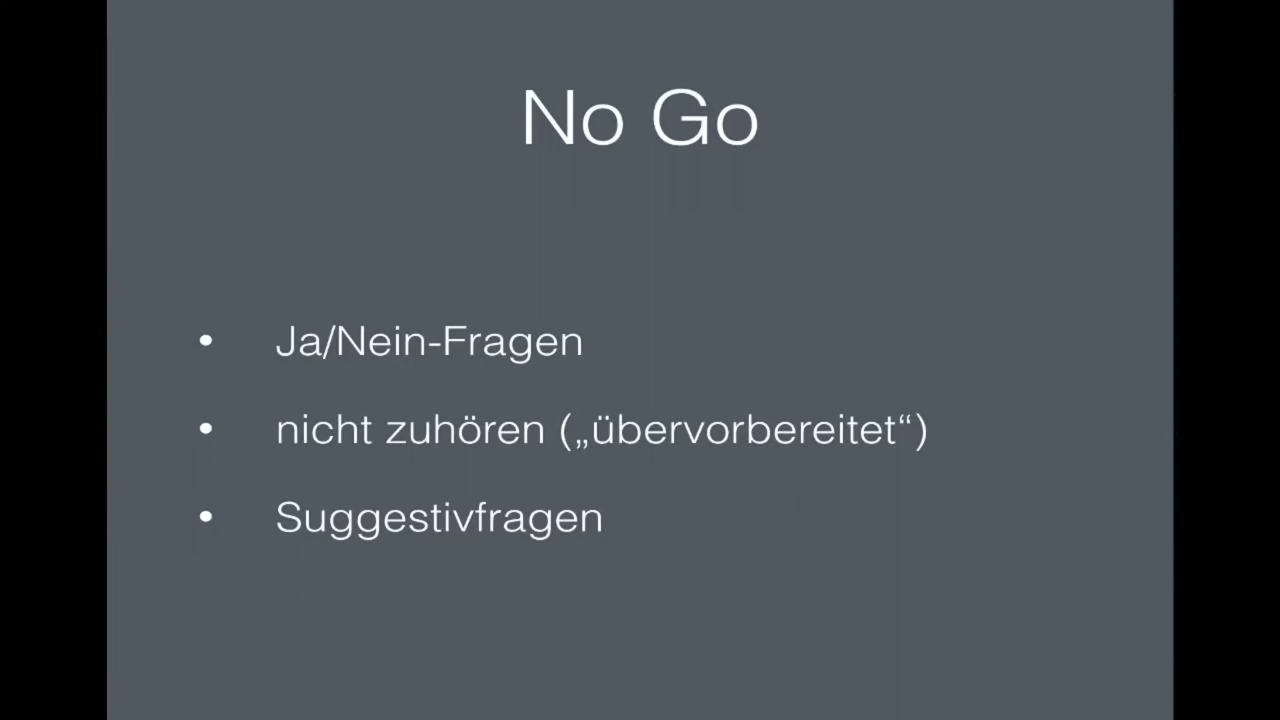 No Go
• Ja/Nein-Fragen
• nicht zuhören („übervorbereitet“)
• Suggestivfragen